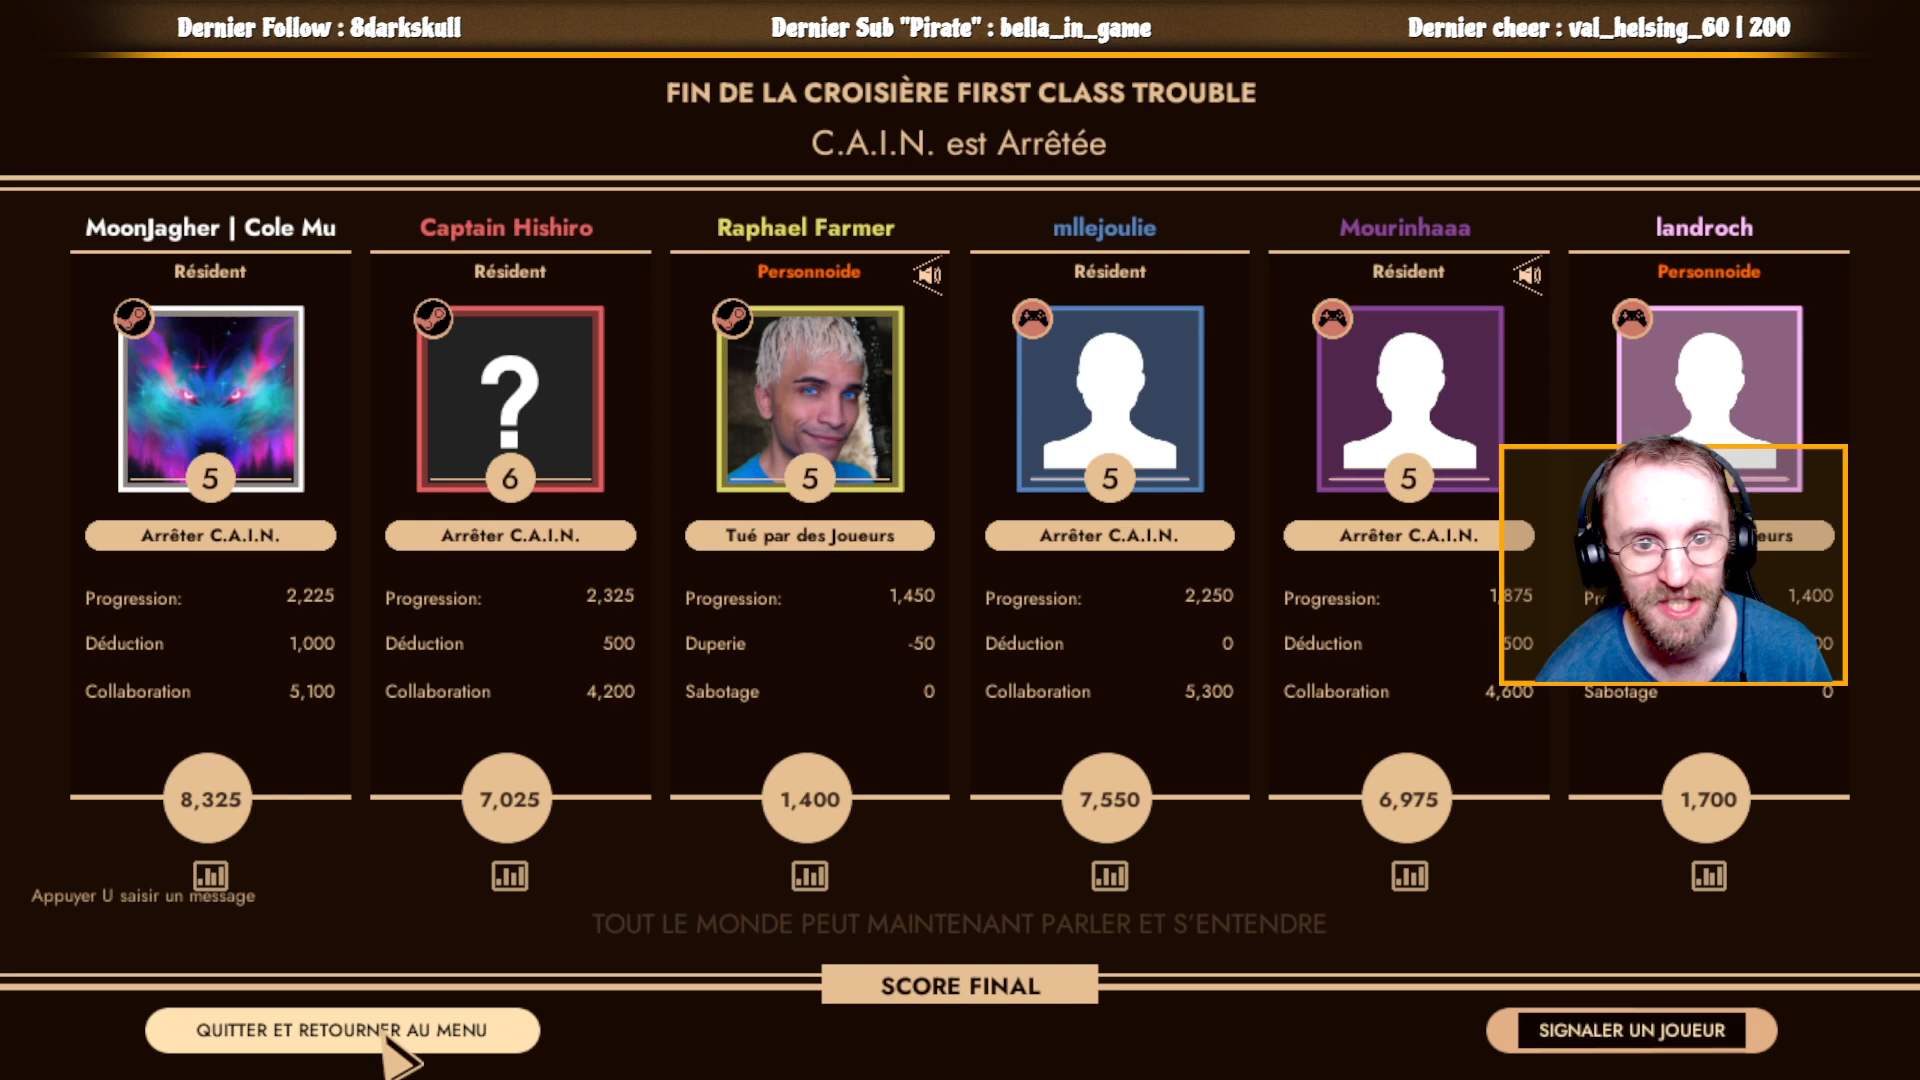 Dernier Follow : 8darkskull
Dernier Sub "Pirate" : bella_in_game
Dernier cheer : val_helsing_60 | 200
FIN DE LA CROISIÈRE FIRST CLASS TROUBLE
C.A.I.N. est Arrêtée
MoonJagher | Cole Mu
Résident
5
Arrêter C.A.I.N.
Progression: 2,225
Déduction 1,000
Collaboration 5,100
8,325
Captain Hishiro
Résident
?
6
Arrêter C.A.I.N.
Progression: 2,325
Déduction 500
Collaboration 4,200
7,025
Raphael Farmer
Personnoide
5
Tué par des Joueurs
Progression: 1,450
Duperie -50
Sabotage 0
1,400
mllejoulie
Résident
5
Arrêter C.A.I.N.
Progression: 2,250
Déduction 0
Collaboration 5,300
7,550
Mourinhaaa
Résident
5
Arrêter C.A.I.N.
Progression: 1,875
Déduction 500
Collaboration 4,600
6,975
landroch
Personnoide
1,400
Sabotage 0
1,700
Appuyer U saisir un message
TOUT LE MONDE PEUT MAINTENANT PARLER ET S'ENTENDRE
SCORE FINAL
QUITTER ET RETOURNER AU MENU
SIGNALER UN JOUEUR